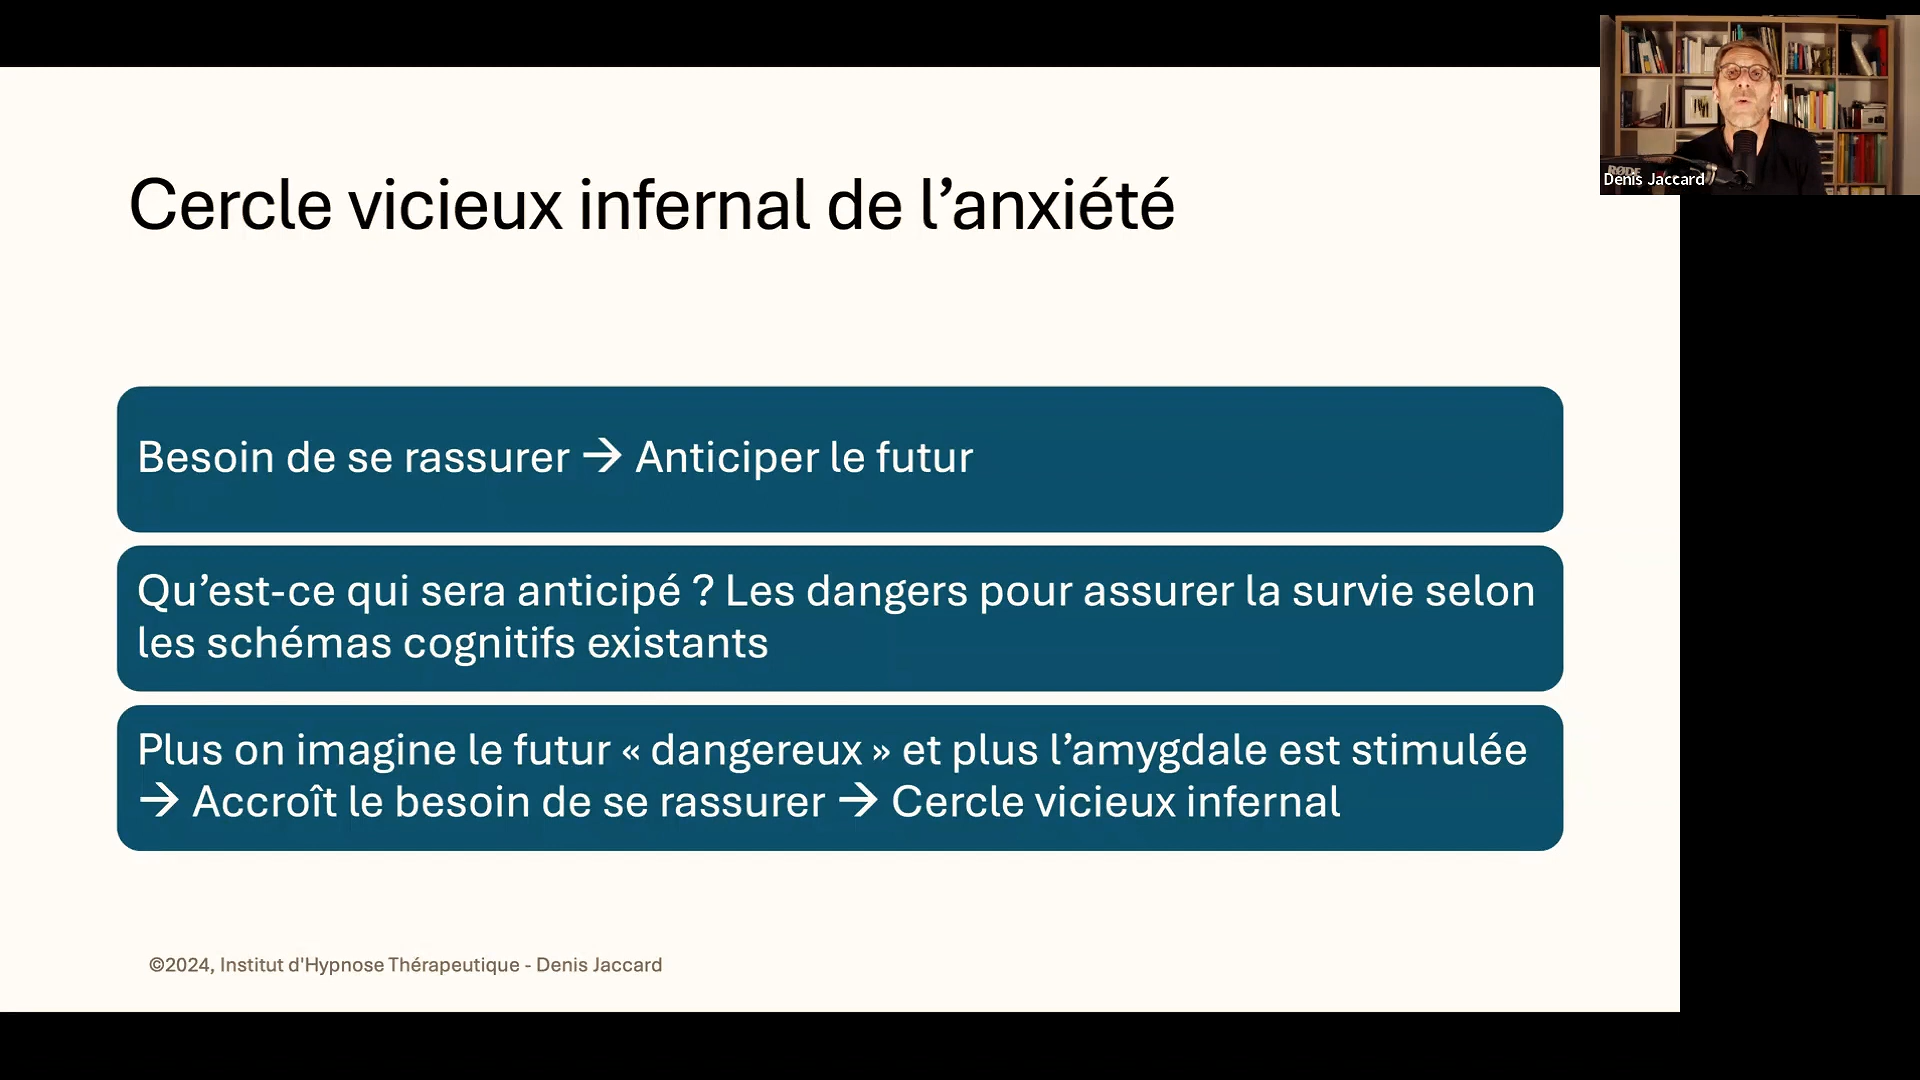 Cercle vicieux infernal de l’anxiété
Besoin de se rassurer → Anticiper le futur
Qu’est-ce qui sera anticipé ? Les dangers pour assurer la survie selon
les schémas cognitifs existants
Plus on imagine le futur « dangereux » et plus l’amygdale est stimulée
→ Accroît le besoin de se rassurer → Cercle vicieux infernal
©2024, Institut d'Hypnose Thérapeutique - Denis Jaccard
RØDE
Denis Jaccard